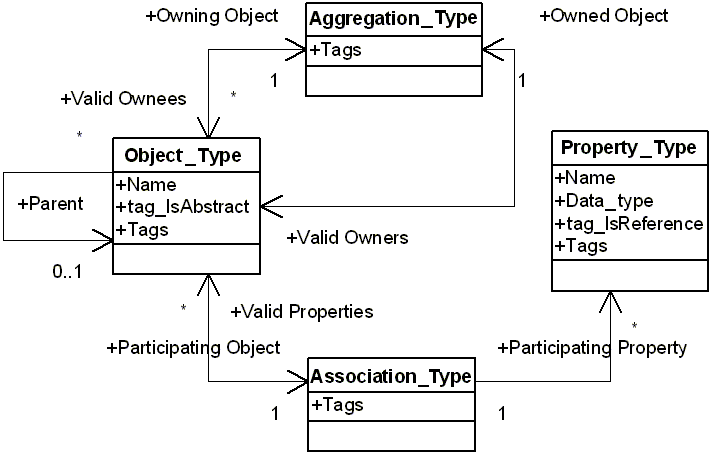 +Owning Object
Aggregation_Type
+Owned Object
+Tags
1
1
+Valid Ownees
*
*
Object_Type
Property_Type
+Name
+tag_IsAbstract
+Tags
+Name
+Data_type
+tag_IsReference
+Tags
+Parent
+Valid Owners
0..1
*
+Valid Properties
*
+Participating Object
+Participating Property
Association_Type
+Tags
1
1